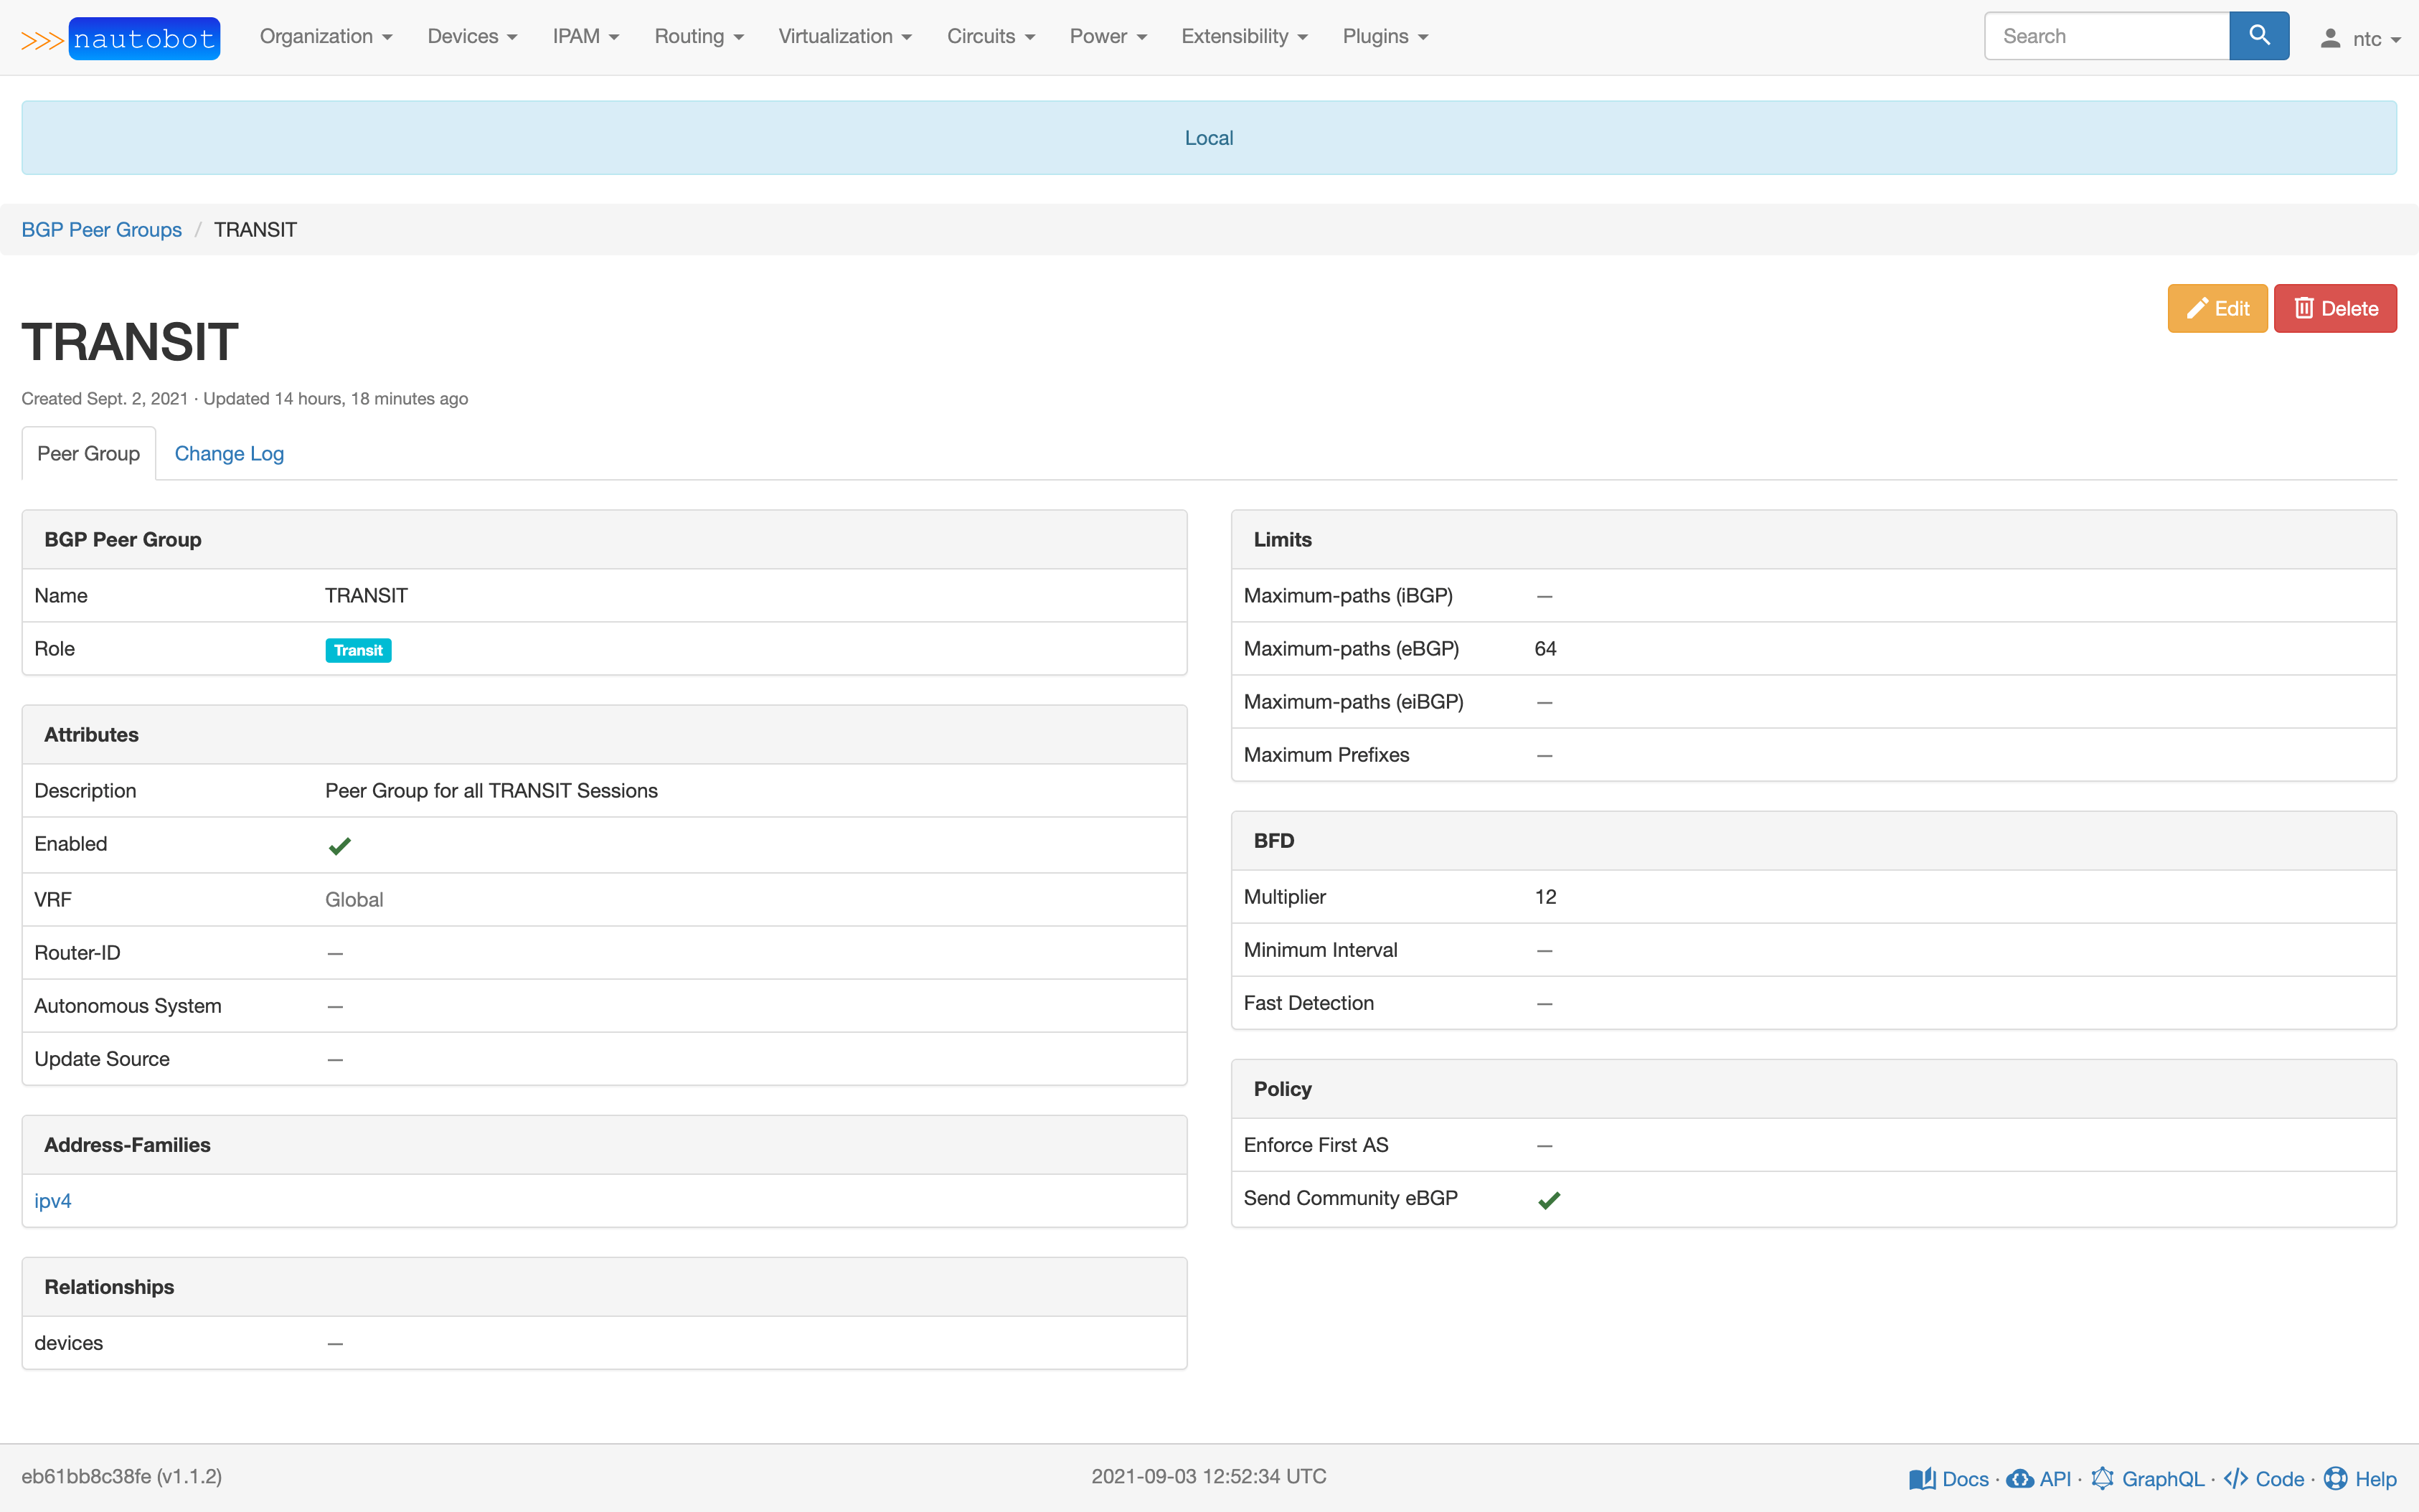 >>> nautobot Organization Devices IPAM Routing Virtualization Circuits Power Extensibility Plugins Search ntc
Local
BGP Peer Groups / TRANSIT
Edit Delete
TRANSIT
Created Sept. 2, 2021 · Updated 14 hours, 18 minutes ago
Peer Group Change Log
BGP Peer Group
Name TRANSIT
Role Transit
Attributes
Description Peer Group for all TRANSIT Sessions
Enabled
VRF Global
Router-ID —
Autonomous System —
Update Source —
Address-Families
ipv4
Relationships
devices —
Limits
Maximum-paths (iBGP) —
Maximum-paths (eBGP) 64
Maximum-paths (eiBGP) —
Maximum Prefixes —
BFD
Multiplier 12
Minimum Interval —
Fast Detection —
Policy
Enforce First AS —
Send Community eBGP
eb61bb8c38fe (v1.1.2) 2021-09-03 12:52:34 UTC Docs · API · GraphQL · Code · Help